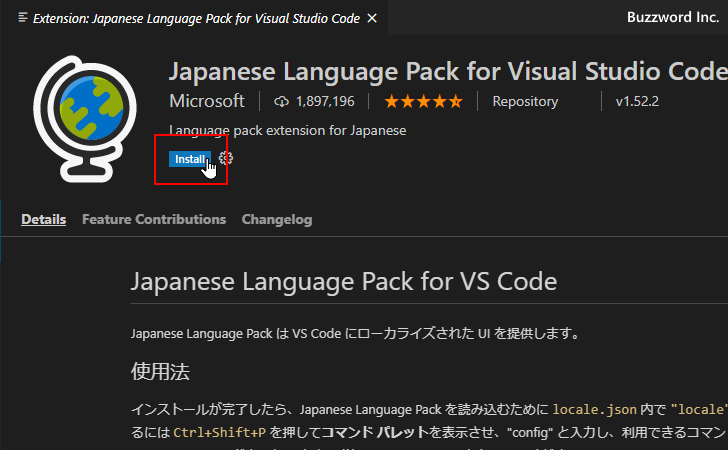 Extension: Japanese Language Pack for Visual Studio Code
Buzzword Inc.
Japanese Language Pack for Visual Studio Code
Microsoft 1,897,196 Repository v1.52.2
Language pack extension for Japanese
Install
Details Feature Contributions Changelog
Japanese Language Pack for VS Code
Japanese Language Pack は VS Code にローカライズされた UI を提供します。
使用法
インストールが完了したら、Japanese Language Pack を読み込むために locale.json 内で "locale"
るには Ctrl+Shift+P を押してコマンド パレットを表示させ、"config" と入力し、利用できるコマン